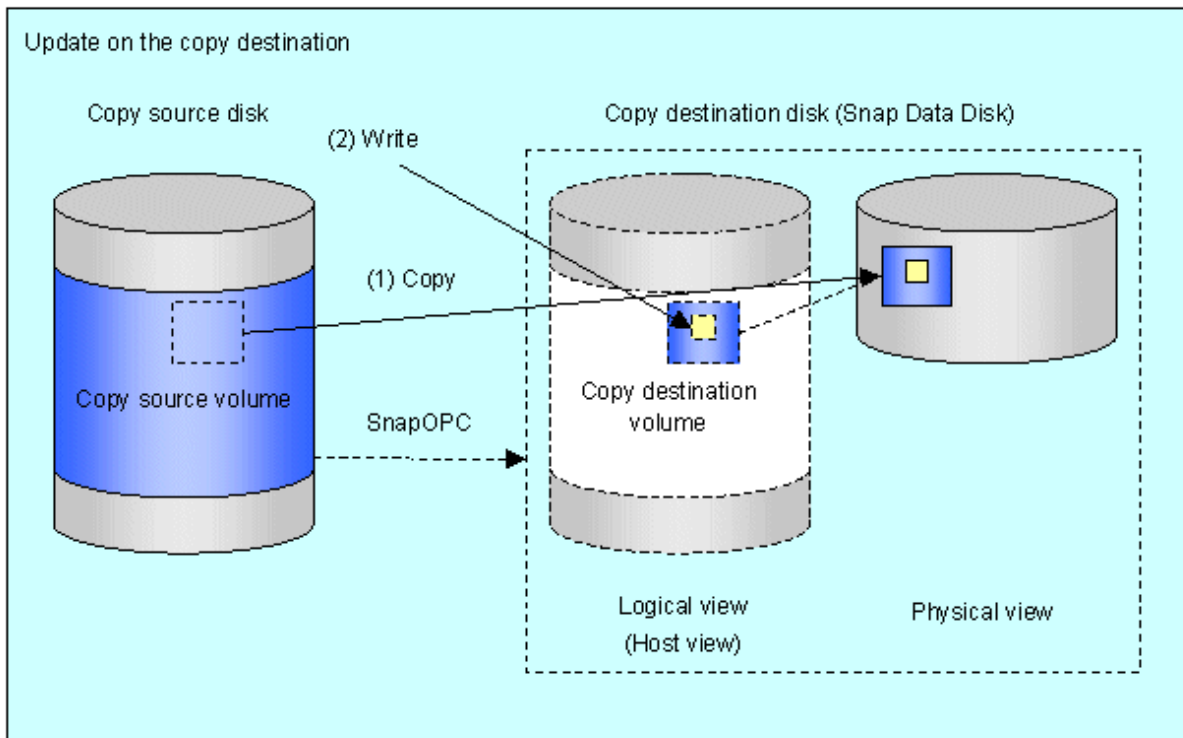 Update on the copy destination
Copy source disk
Copy destination disk (Snap Data Disk)
(2) Write
(1) Copy
Copy source volume
Copy destination
volume
SnapOPC
Logical view
(Host view)
Physical view